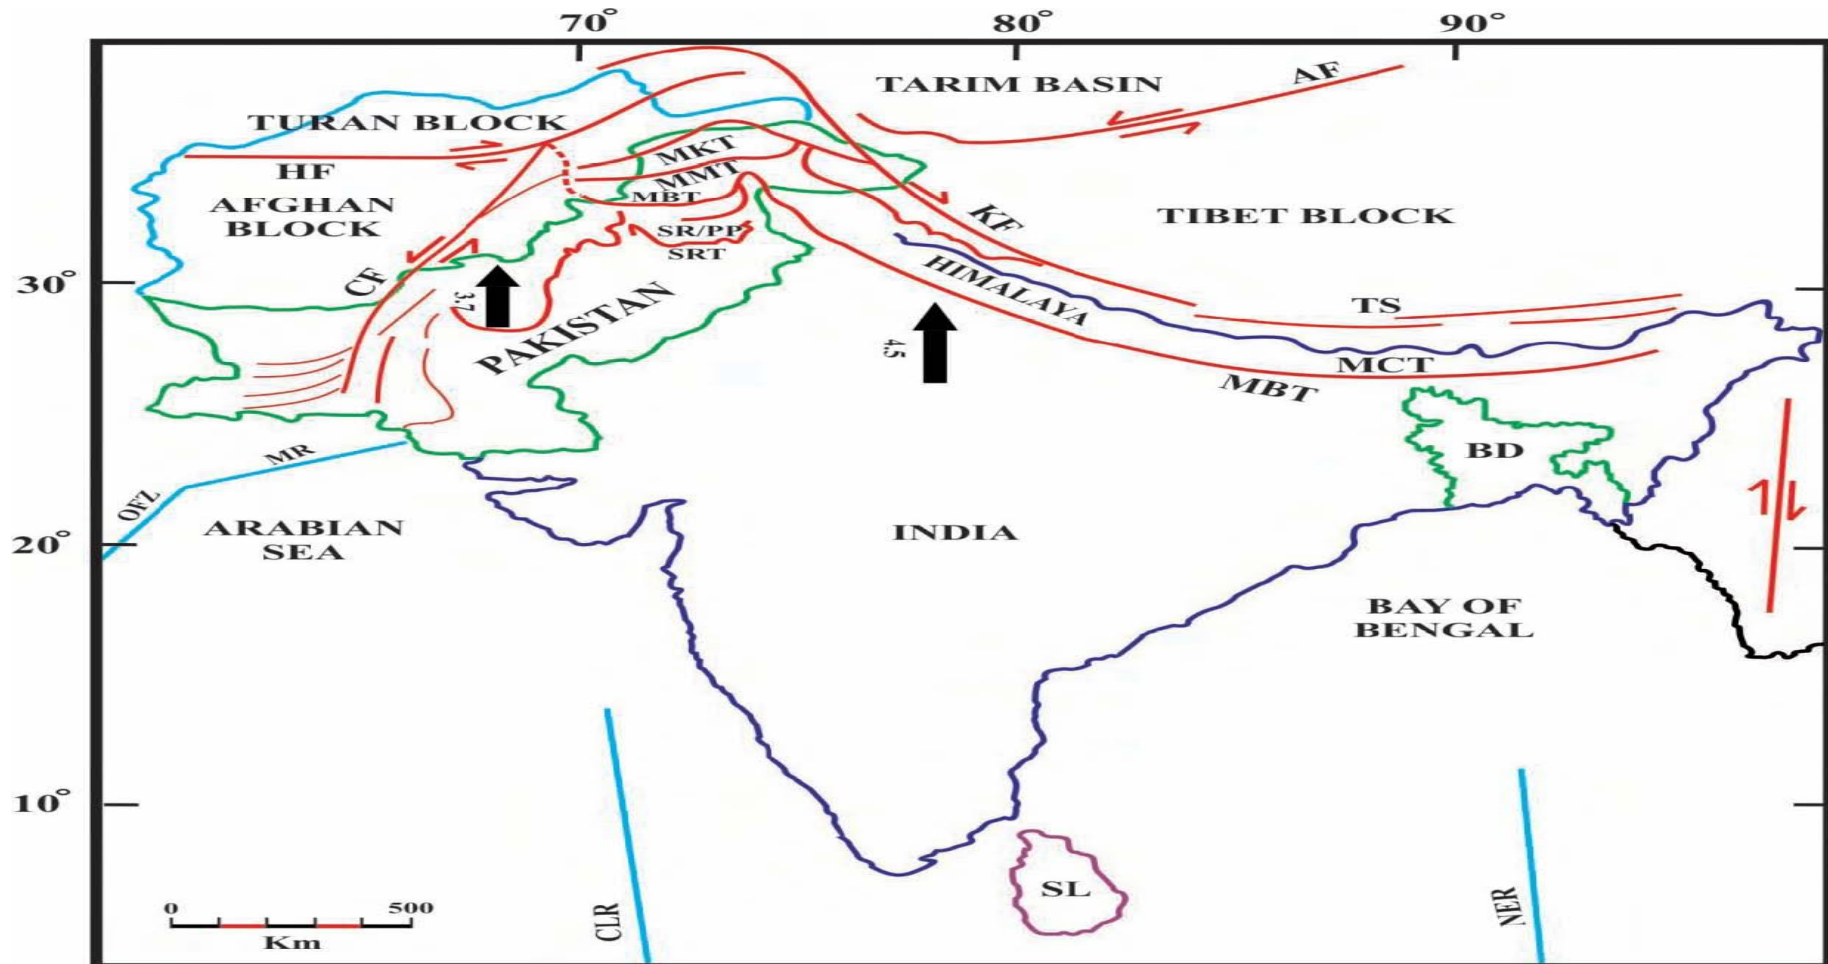 70°
80°
90°
TARIM BASIN
AF
TURAN BLOCK
HF
MKT
MMT
MBT
AFGHAN
BLOCK
SR/PP
SRT
KF
TIBET BLOCK
30°
CF
3.7
PAKISTAN
HIMALAYA
TS
4.5
MCT
MBT
MR
OFZ
BD
ARABIAN
SEA
INDIA
20°
BAY OF
BENGAL
10°
SL
CLR
NER
0 500
Km